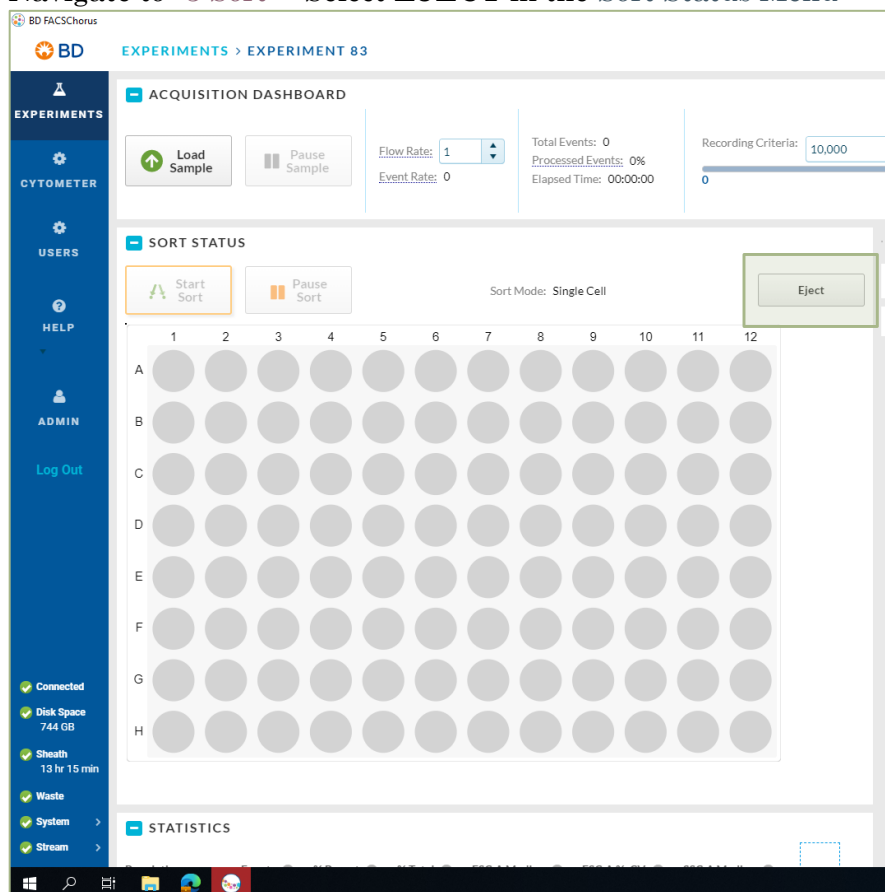 BD FACSChorus
BD
EXPERIMENTS > EXPERIMENT 83
EXPERIMENTS
CYTOMETER
USERS
HELP
ADMIN
Log Out
Connected
Disk Space
744 GB
Sheath
13 hr 15 min
Waste
System >
Stream >
ACQUISITION DASHBOARD
Load
Sample
Pause
Sample
Flow Rate: 1
Event Rate: 0
Total Events: 0
Processed Events: 0%
Elapsed Time: 00:00:00
Recording Criteria: 10,000
0
SORT STATUS
Start
Sort
Pause
Sort
Sort Mode: Single Cell
Eject
1 2 3 4 5 6 7 8 9 10 11 12
A
B
C
D
E
F
G
H
STATISTICS